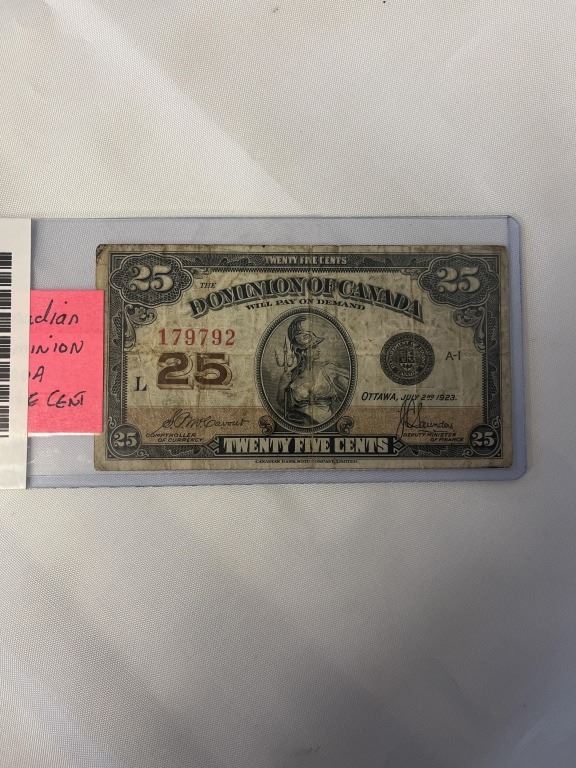 TWENTY FIVE CENTS
25 25
THE
DOMINION OF CANADA
WILL PAY ON DEMAND
179792
L 25
A-1
OTTAWA, JULY 2ND 1923.
COMPTROLLER
OF CURRENCY
DEPUTY MINISTER
OF FINANCE
25 TWENTY FIVE CENTS 25
CANADIAN BANK NOTE COMPANY, LIMITED
CENT